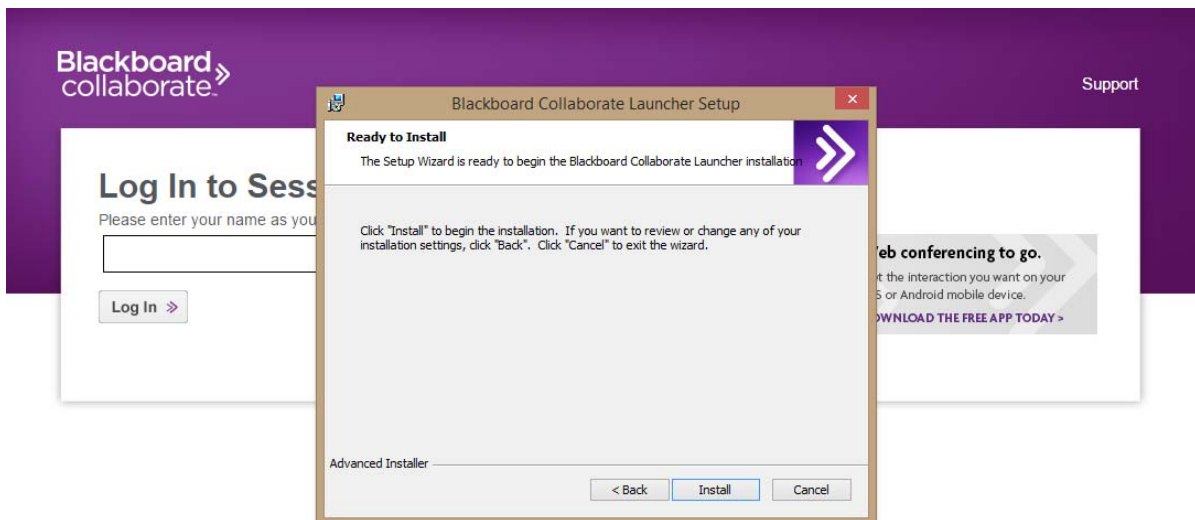 Blackboard
collaborate
Support
Blackboard Collaborate Launcher Setup
Ready to Install
The Setup Wizard is ready to begin the Blackboard Collaborate Launcher installation
Click "Install" to begin the installation. If you want to review or change any of your
installation settings, click "Back". Click "Cancel" to exit the wizard.
Advanced Installer
< Back
Install
Cancel
Log In to Sess
Please enter your name as you
Log In
eb conferencing to go.
the interaction you want on your
or Android mobile device.
WNLOAD THE FREE APP TODAY >